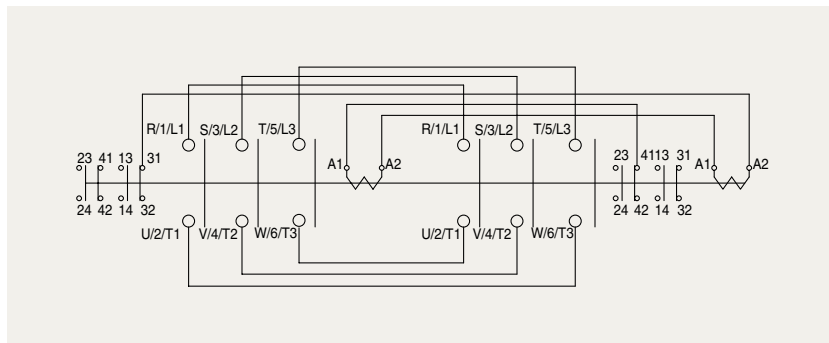 R/1/L1 S/3/L2 T/5/L3 R/1/L1 S/3/L2 T/5/L3
23 41 13 31 A1 A2 23 4113 31 A1 A2
24 42 14 32 24 42 14 32
U/2/T1 V/4/T2 W/6/T3 U/2/T1 V/4/T2 W/6/T3